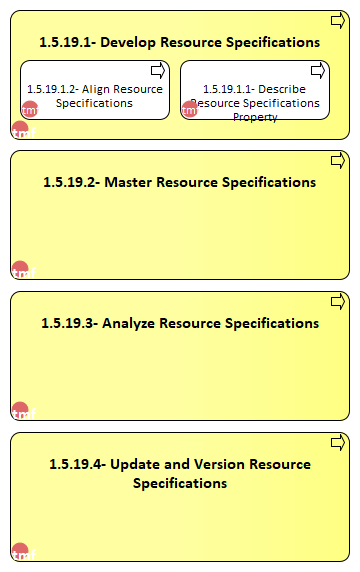 1.5.19.1- Develop Resource Specifications
1.5.19.1.2- Align Resource
Specifications
tmf
1.5.19.1.1- Describe
Resource Specifications
Property
tmf
tmf
1.5.19.2- Master Resource Specifications
tmf
1.5.19.3- Analyze Resource Specifications
tmf
1.5.19.4- Update and Version Resource
Specifications
tmf